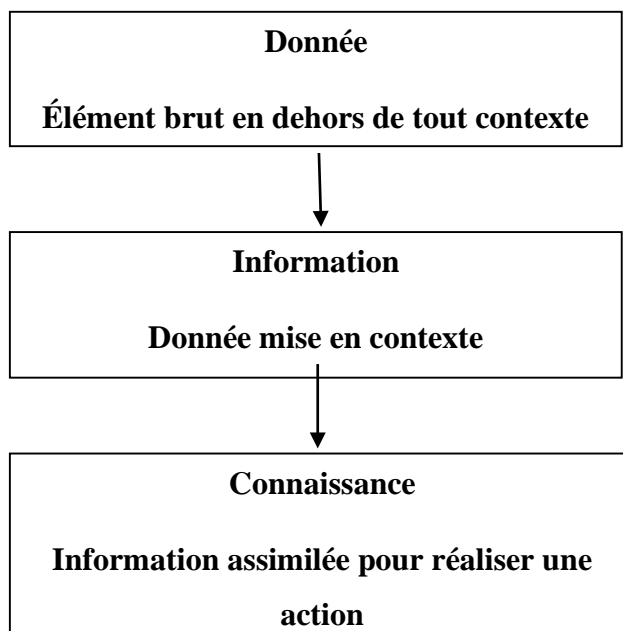 Donnée
Élément brut en dehors de tout contexte
Information
Donnée mise en contexte
Connaissance
Information assimilée pour réaliser une
action